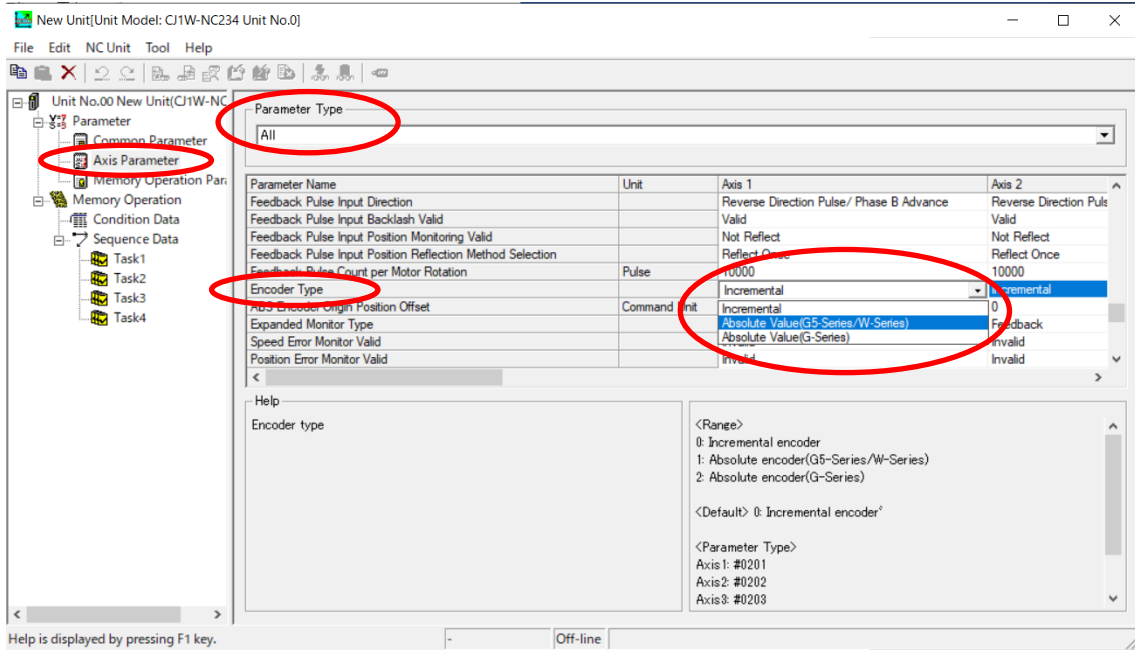 New Unit[Unit Model: CJ1W-NC234 Unit No.0]
File Edit NC Unit Tool Help
Unit No.00 New Unit(CJ1W-NC
Parameter
Common Parameter
Axis Parameter
Memory Operation Par
Memory Operation
Condition Data
Sequence Data
Task1
Task2
Task3
Task4
Parameter Type
All
Parameter Name Unit Axis 1 Axis 2
Feedback Pulse Input Direction Reverse Direction Pulse/ Phase B Advance Reverse Direction Puls
Feedback Pulse Input Backlash Valid Valid Valid
Feedback Pulse Input Position Monitoring Valid Not Reflect Not Reflect
Feedback Pulse Input Position Reflection Method Selection Reflect Once Reflect Once
Feedback Pulse Count per Motor Rotation Pulse 10000 10000
Encoder Type Incremental Incremental
ABS Encoder Origin Position Offset Command Unit 0
Incremental
Absolute Value(G5-Series/W-Series)
Absolute Value(G-Series)
Expanded Monitor Type Feedback
Speed Error Monitor Valid Invalid Invalid
Position Error Monitor Valid Invalid Invalid
Help
Encoder type
<Range>
0: Incremental encoder
1: Absolute encoder(G5-Series/W-Series)
2: Absolute encoder(G-Series)
<Default> 0: Incremental encoder"
<Parameter Type>
Axis1: #0201
Axis2: #0202
Axis3: #0203
Help is displayed by pressing F1 key. - Off-line